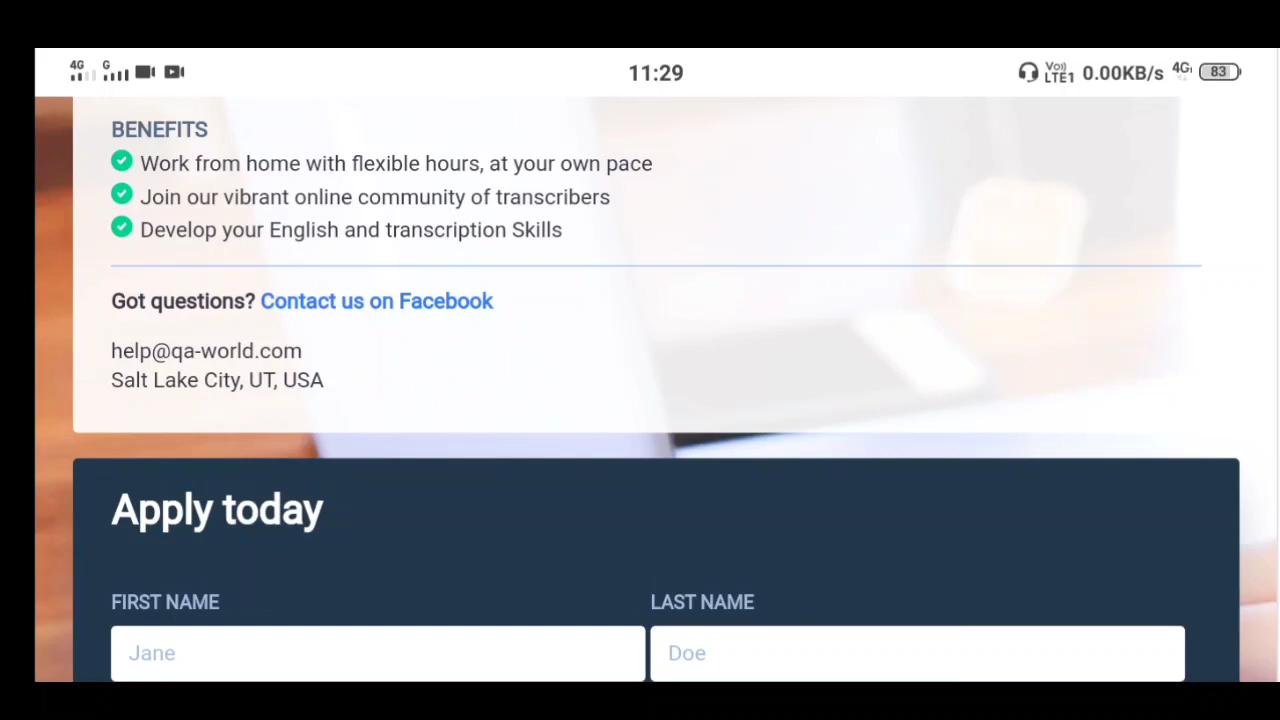 4G G 11:29 Vo) LTE1 0.00KB/s 4G 83
BENEFITS
Work from home with flexible hours, at your own pace
Join our vibrant online community of transcribers
Develop your English and transcription Skills
Got questions? Contact us on Facebook
help@qa-world.com
Salt Lake City, UT, USA
Apply today
FIRST NAME LAST NAME
Jane Doe